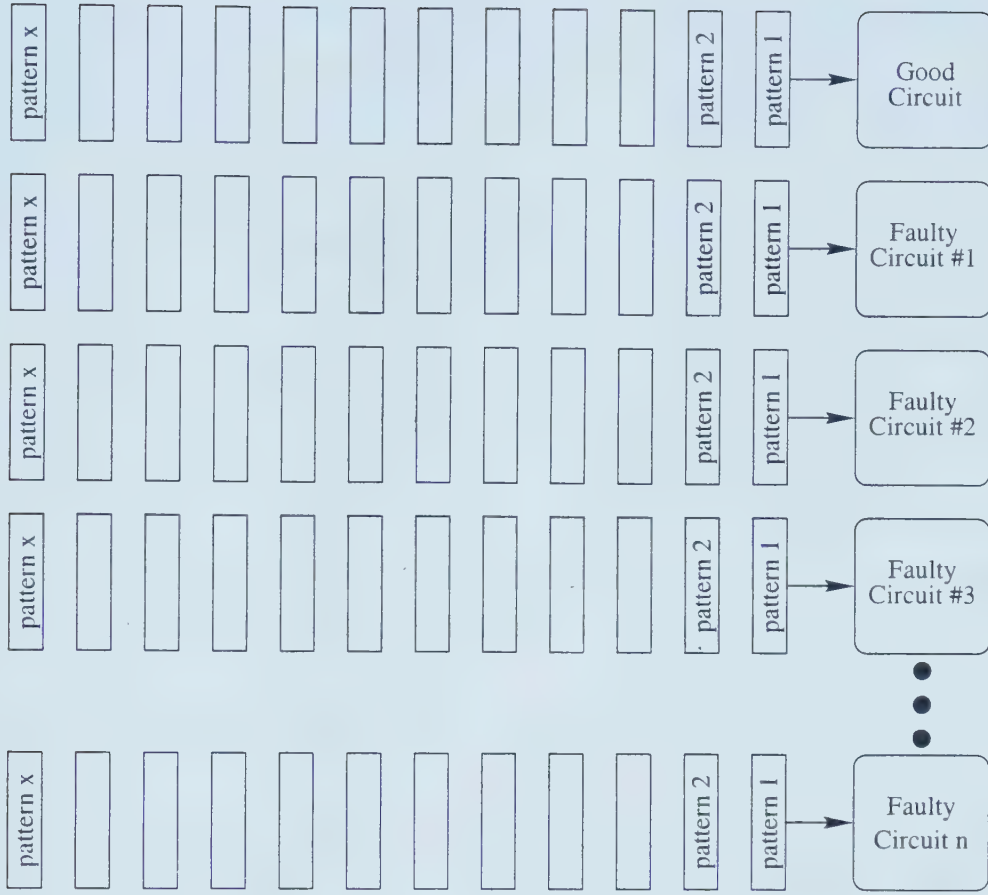 pattern x
pattern 2
pattern 1
Good
Circuit
pattern x
pattern 2
pattern 1
Faulty
Circuit #1
pattern x
pattern 2
pattern 1
Faulty
Circuit #2
pattern x
pattern 2
pattern 1
Faulty
Circuit #3
pattern x
pattern 2
pattern 1
Faulty
Circuit n